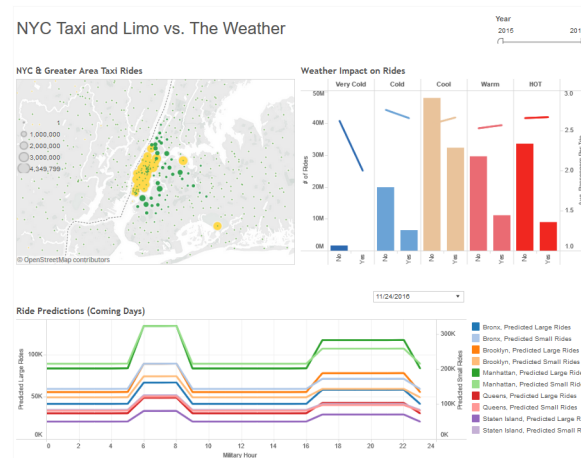 NYC Taxi and Limo vs. The Weather
Year
2015
NYC & Greater Area Taxi Rides
1
1,000,000
2,000,000
3,000,000
4,349,799
© OpenStreetMap contributors
Weather Impact on Rides
Very Cold Cold Cool Warm HOT
# of Rides
50M
40M
30M
20M
10M
0M
3.0
2.5
2.0
1.5
1.0
No Yes No Yes No Yes No Yes No Yes
11/24/2016
Ride Predictions (Coming Days)
Predicted Large Rides
100K
50K
0K
300K
200K
100K
0K
Predicted Small Rides
0 2 4 6 8 10 12 14 16 18 20 22 24
Military Hour
Bronx, Predicted Large Rides
Bronx, Predicted Small Rides
Brooklyn, Predicted Large Rides
Brooklyn, Predicted Small Rides
Manhattan, Predicted Large Ride
Manhattan, Predicted Small Rid
Queens, Predicted Large Rides
Queens, Predicted Small Rides
Staten Island, Predicted Large R
Staten Island, Predicted Small R